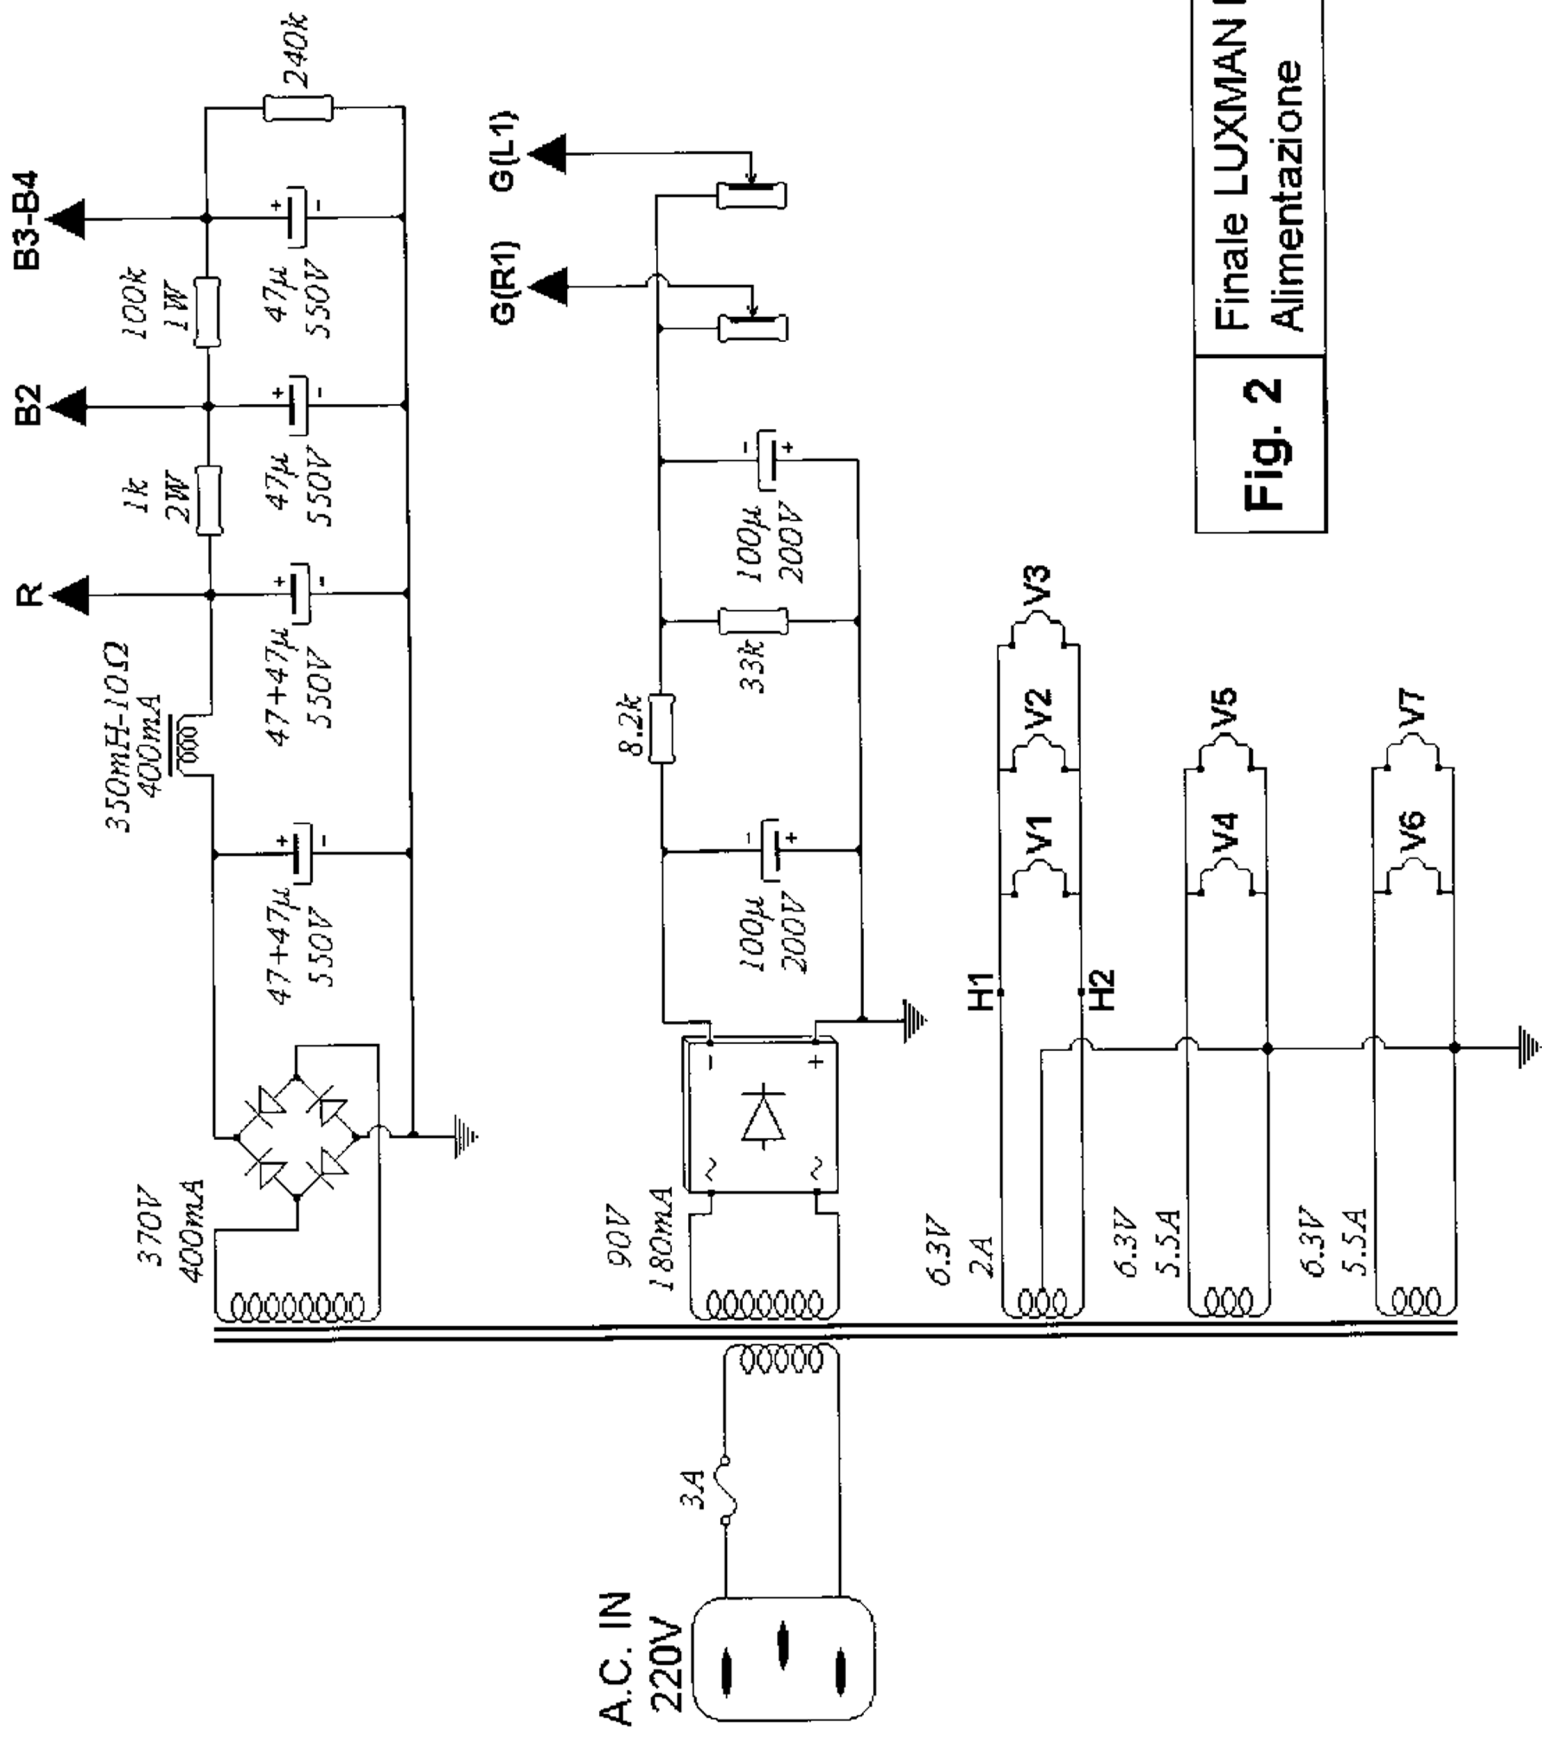 A.C. IN
220V
3A
370V
400mA
350mH-10Ω
400mA
47+47µ
550V
47+47µ
550V
R
1k
2W
47µ
550V
B2
100k
1W
47µ
550V
B3-B4
240k
90V
180mA
~
~
-
+
100µ
200V
8.2k
33k
100µ
200V
G(R1)
G(L1)
6.3V
2A
H1
H2
V1
V2
V3
6.3V
5.5A
V4
V5
6.3V
5.5A
V6
V7
Fig. 2
Finale LUXMAN
Alimentazione